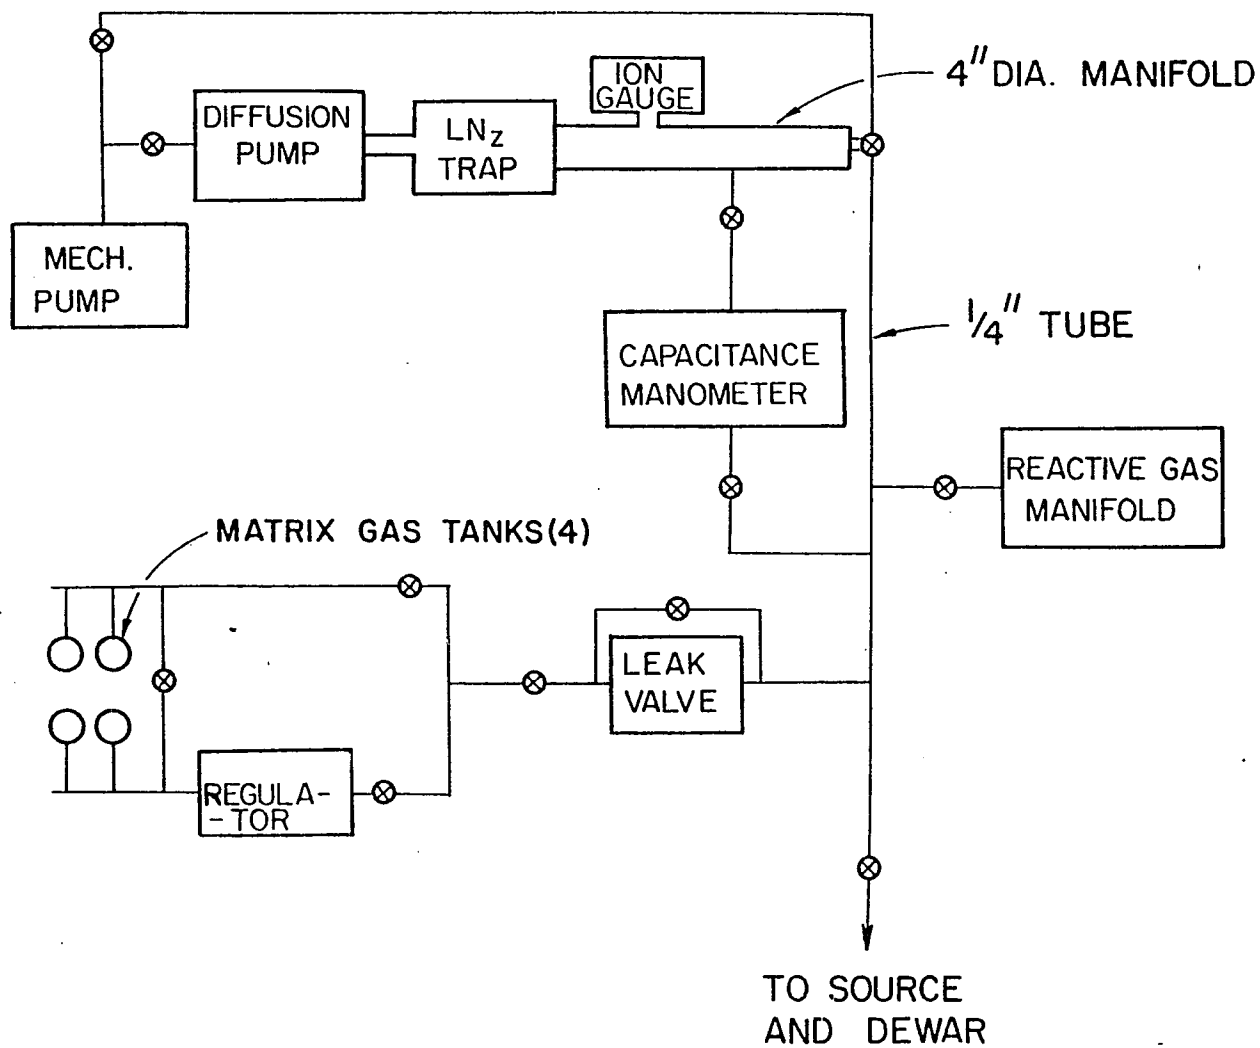 ION
GAUGE
4" DIA. MANIFOLD
DIFFUSION
PUMP
LN₂
TRAP
MECH.
PUMP
1/4" TUBE
CAPACITANCE
MANOMETER
REACTIVE GAS
MANIFOLD
MATRIX GAS TANKS(4)
LEAK
VALVE
REGULA-
-TOR
TO SOURCE
AND DEWAR